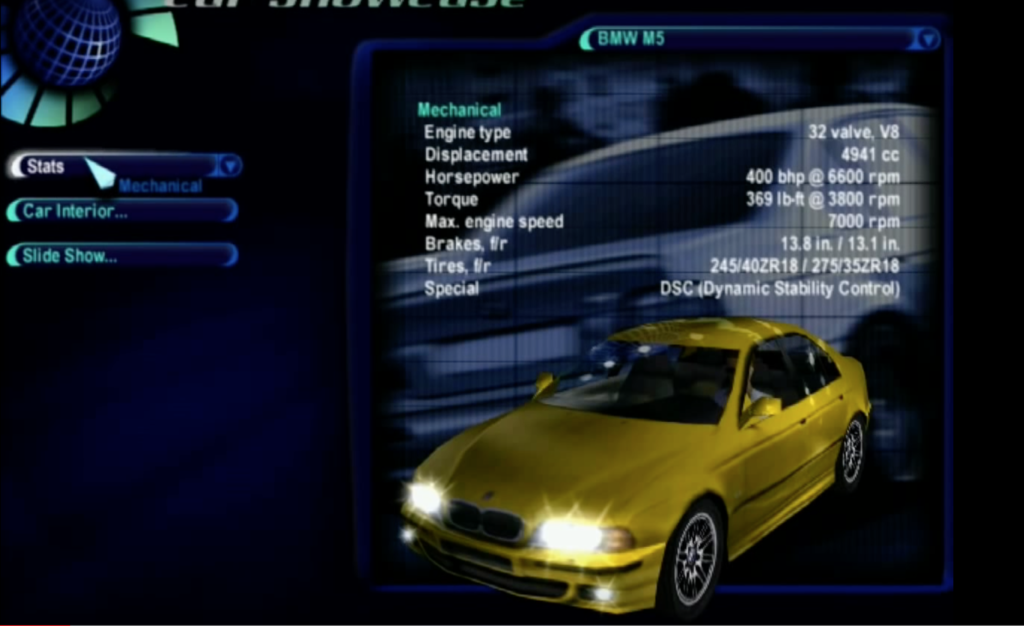 Car Showcase
BMW M5
Mechanical
Engine type 32 valve, V8
Displacement 4941 cc
Horsepower 400 bhp @ 6600 rpm
Torque 369 lb-ft @ 3800 rpm
Max. engine speed 7000 rpm
Brakes, f/r 13.8 in. / 13.1 in.
Tires, f/r 245/40ZR18 / 275/35ZR18
Special DSC (Dynamic Stability Control)
Stats
Mechanical
Car Interior...
Slide Show...